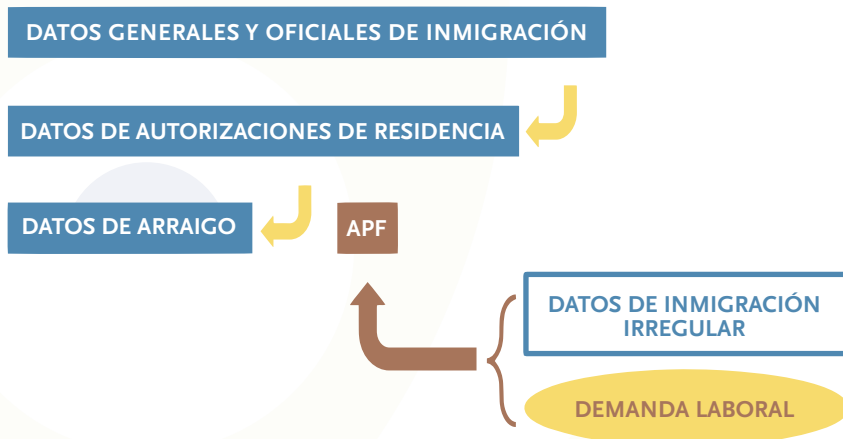 DATOS GENERALES Y OFICIALES DE INMIGRACIÓN
DATOS DE AUTORIZACIONES DE RESIDENCIA
DATOS DE ARRAIGO
APF
DATOS DE INMIGRACIÓN
IRREGULAR
DEMANDA LABORAL